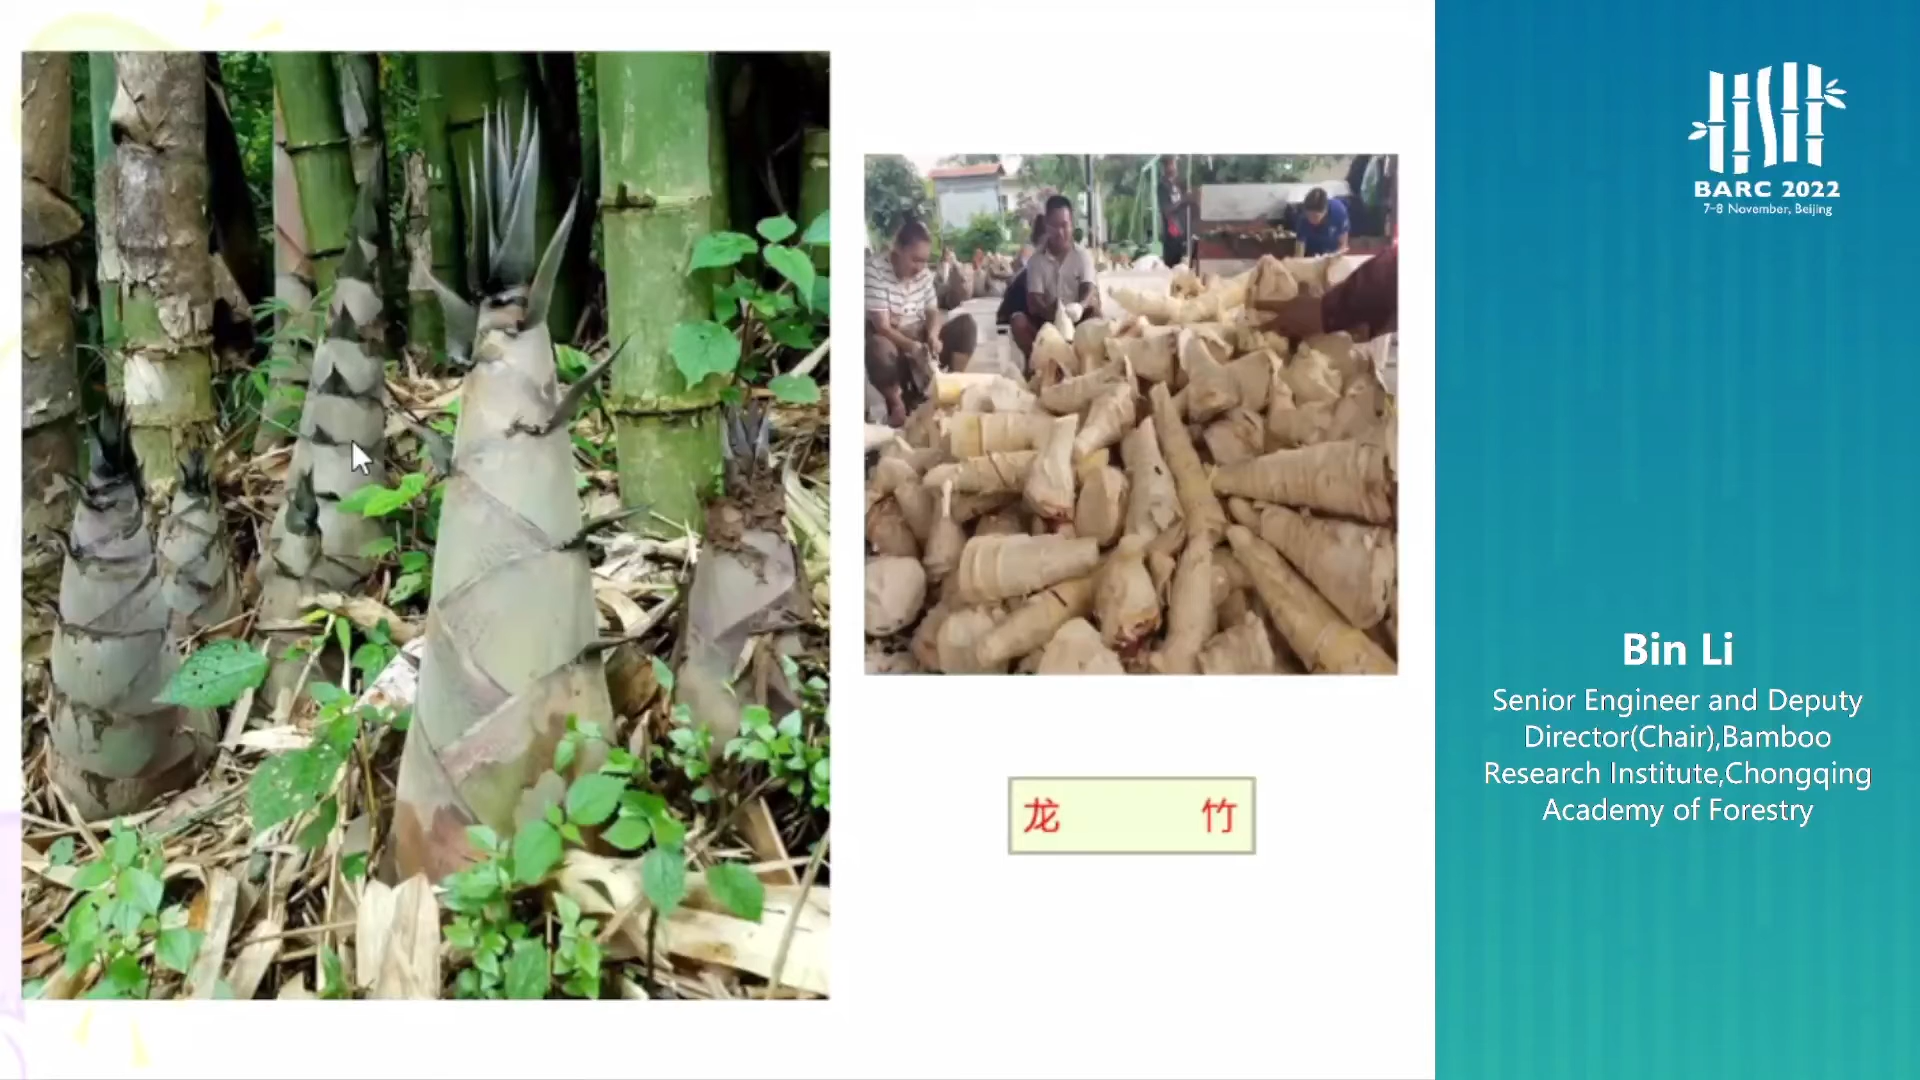 龙 竹
BARC 2022
7-8 November, Beijing
Bin Li
Senior Engineer and Deputy
Director(Chair),Bamboo
Research Institute,Chongqing
Academy of Forestry